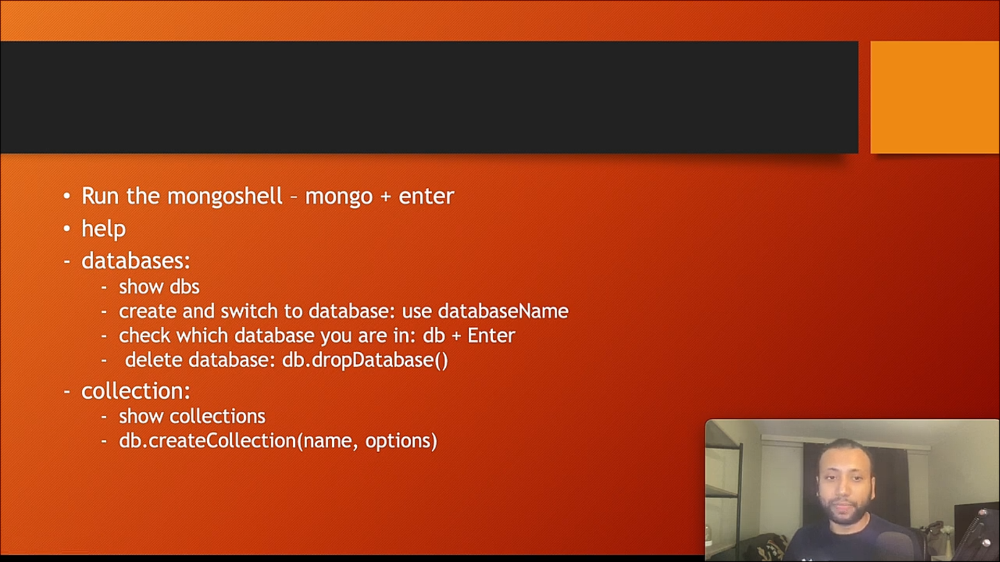 • Run the mongoshell – mongo + enter
• help
- databases:
- show dbs
- create and switch to database: use databaseName
- check which database you are in: db + Enter
- delete database: db.dropDatabase()
- collection:
- show collections
- db.createCollection(name, options)